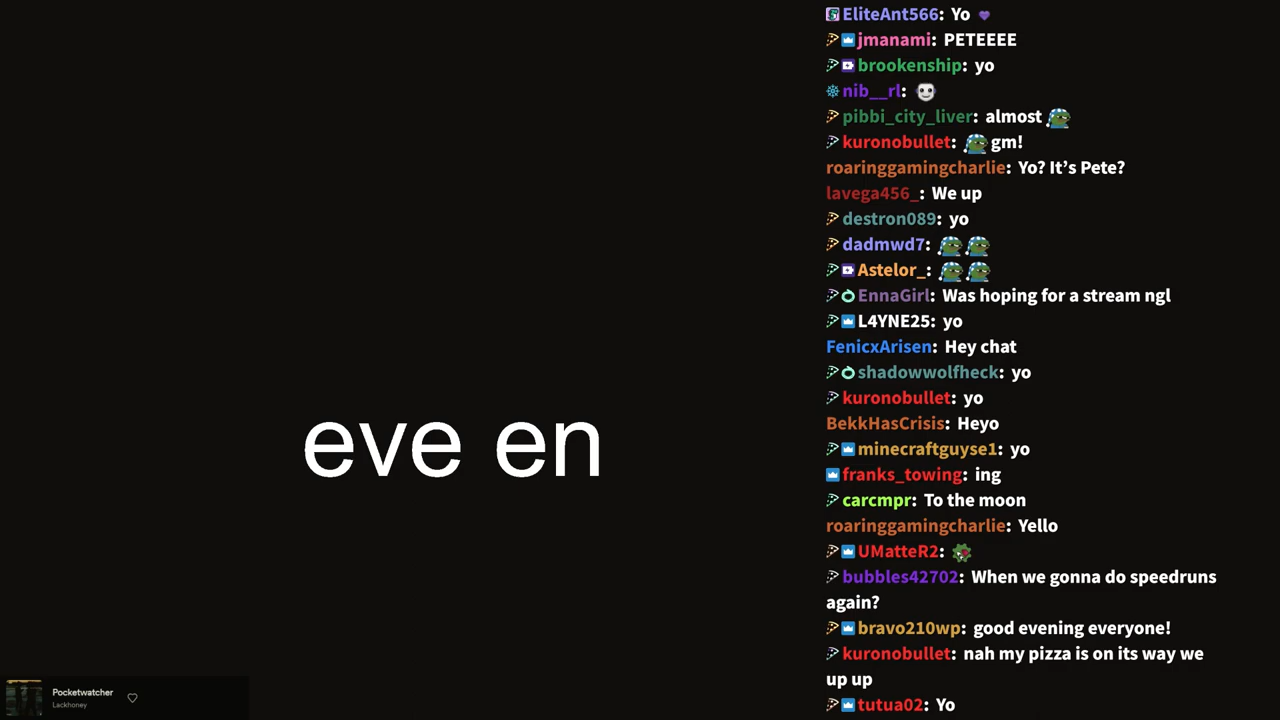 EliteAnt566: Yo
jmanami: PETEEEE
brookenship: yo
nib__rl:
pibbi_city_liver: almost
kuronobullet: gm!
roaringgamingcharlie: Yo? It’s Pete?
lavega456_: We up
destron089: yo
dadmwd7:
Astelor_:
EnnaGirl: Was hoping for a stream ngl
L4YNE25: yo
FenicxArisen: Hey chat
shadowwolfheck: yo
kuronobullet: yo
BekkHasCrisis: Heyo
minecraftguyse1: yo
franks_towing: ing
carcmpr: To the moon
roaringgamingcharlie: Yello
UMatteR2:
bubbles42702: When we gonna do speedruns
again?
bravo210wp: good evening everyone!
kuronobullet: nah my pizza is on its way we
up up
tutua02: Yo
eve en
Pocketwatcher
Lackhoney